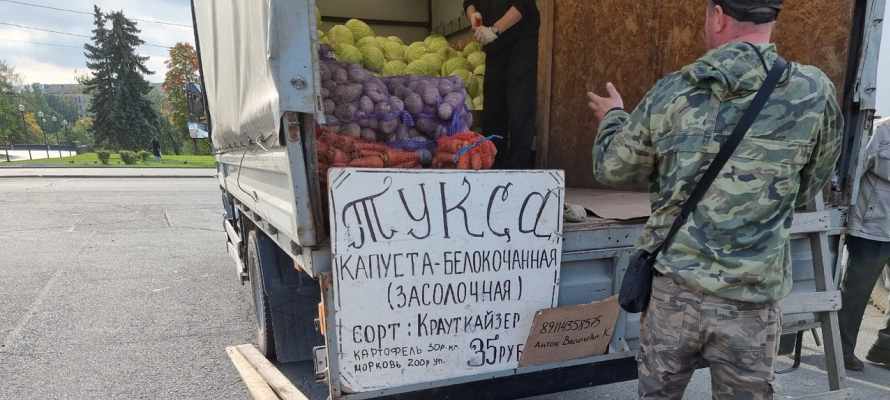 Тукса
КАПУСТА-БЕЛОКОЧАННАЯ
(ЗАСОЛОЧНАЯ)
СОРТ: КРАУТКАЙЗЕР
КАРТОФЕЛЬ 30р кг. 35РУБ
МОРКОВЬ 200р уп.
89114358525
Антон Васильевич К.